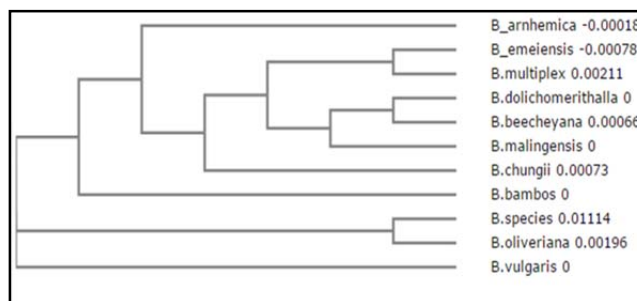 B_arnhemica -0.00018
B_emeiensis -0.00078
B.multiplex 0.00211
B.dolichomerithalla 0
B.beecheyana 0.00066
B.malingensis 0
B.chungii 0.00073
B.bambos 0
B.species 0.01114
B.oliveriana 0.00196
B.vulgaris 0